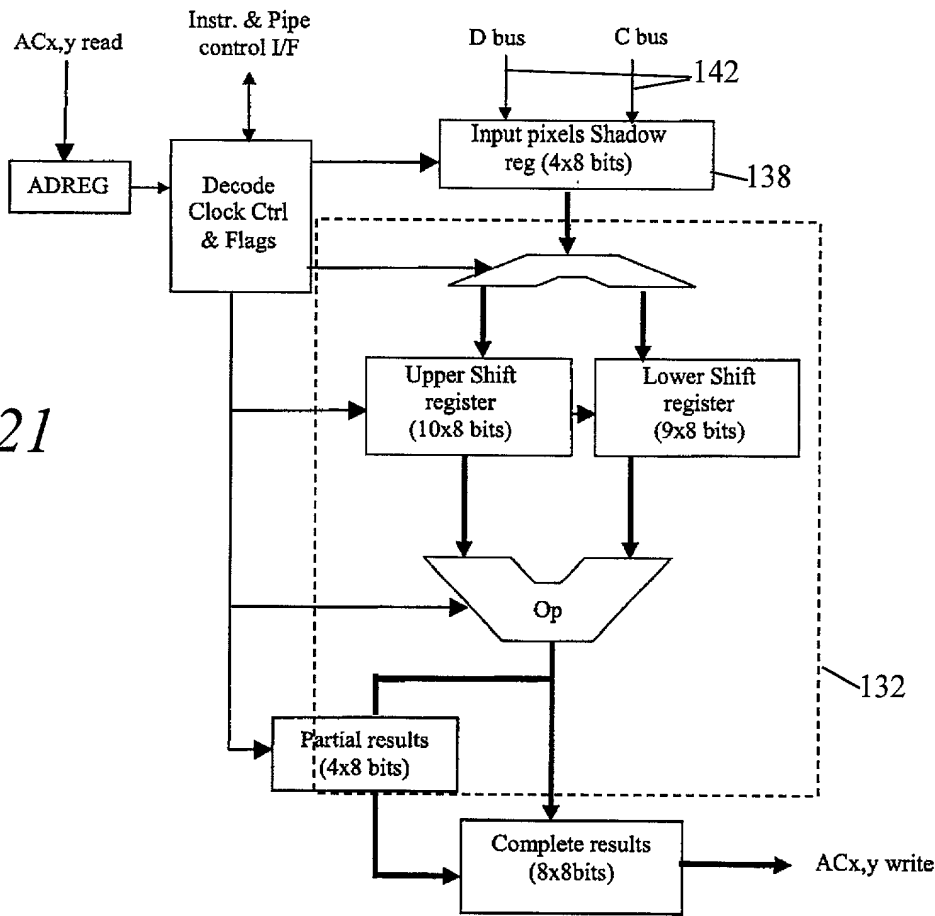 Instr. & Pipe
control I/F
ACx,y read
D bus
C bus
142
Input pixels Shadow
reg (4x8 bits)
138
ADREG
Decode
Clock Ctrl
& Flags
Upper Shift
register
(10x8 bits)
Lower Shift
register
(9x8 bits)
21
Op
132
Partial results
(4x8 bits)
Complete results
(8x8bits)
ACx,y write